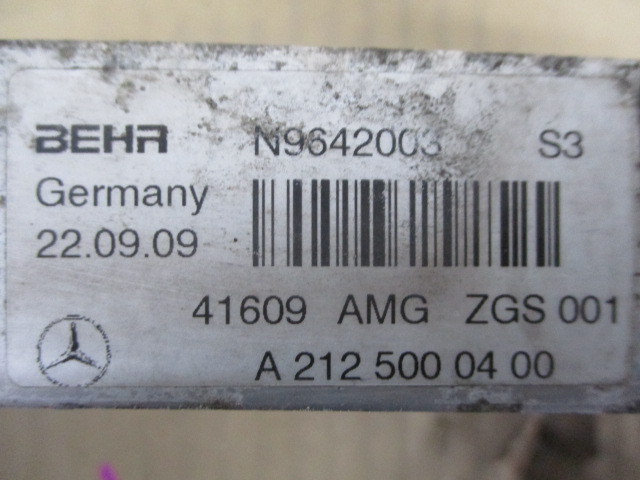 BEHR N9642003 S3
Germany
22.09.09
41609 AMG ZGS 001
A 212 500 04 00